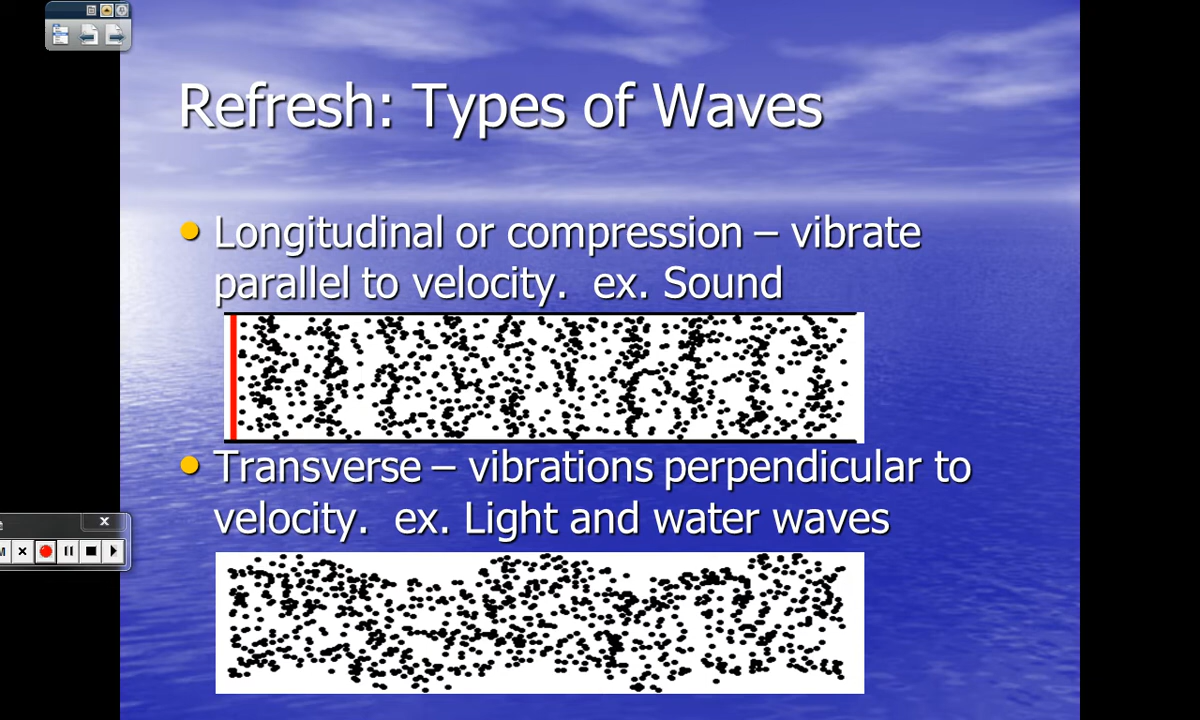 Refresh: Types of Waves
Longitudinal or compression – vibrate
parallel to velocity.  ex. Sound
Transverse – vibrations perpendicular to
velocity.  ex. Light and water waves